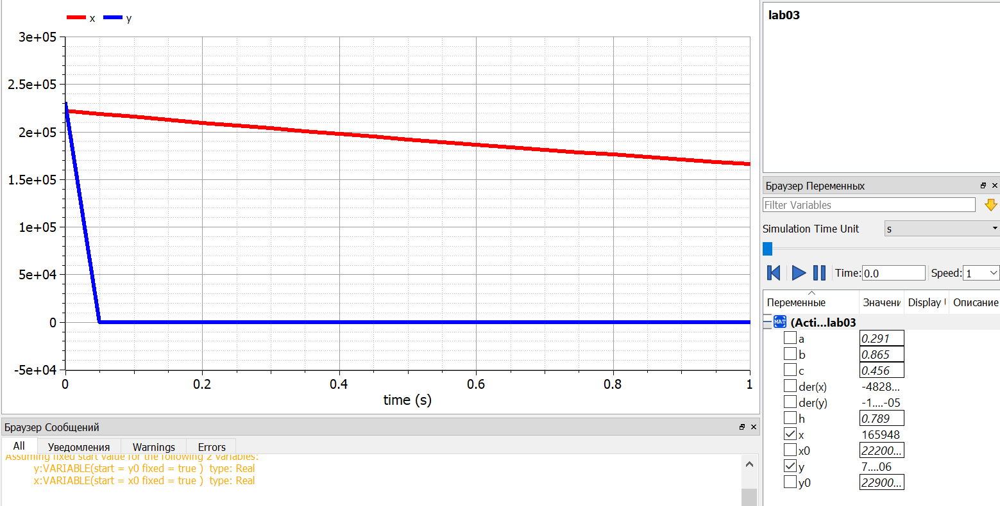 x y
3e+05
2.5e+05
2e+05
1.5e+05
1e+05
5e+04
0
-5e+04
0 0.2 0.4 0.6 0.8 1
time (s)
Браузер Сообщений
All Уведомления Warnings Errors
Assuming fixed start value for the following 2 variables:
y:VARIABLE(start = y0 fixed = true ) type: Real
x:VARIABLE(start = x0 fixed = true ) type: Real
lab03
Браузер Переменных
Filter Variables
Simulation Time Unit s
Time: 0.0 Speed: 1
Переменные Значени Display Описание
(Acti...lab03
a 0.291
b 0.865
c 0.456
der(x) -4828...
der(y) -1....-05
h 0.789
x 165948
x0 22200...
y 7....06
y0 22900...